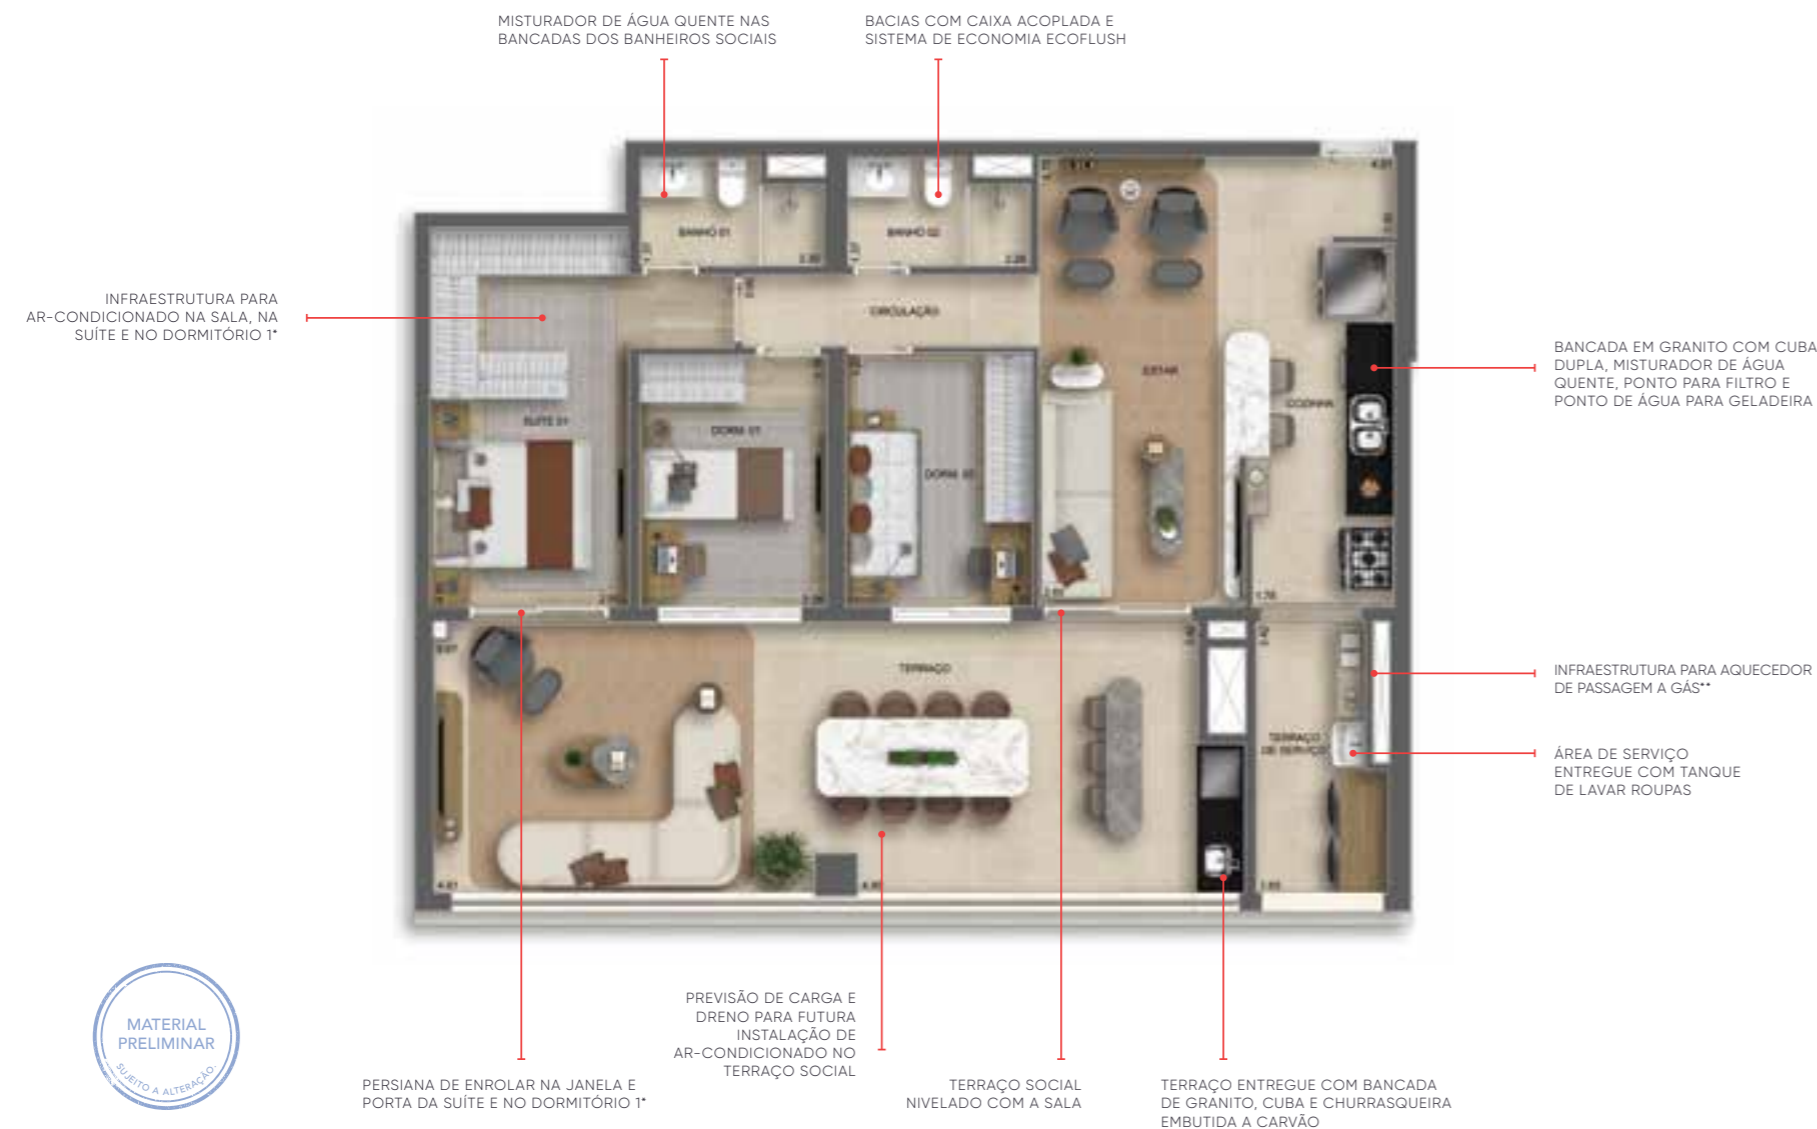 MISTURADOR DE ÁGUA QUENTE NAS
BANCADAS DOS BANHEIROS SOCIAIS
BACIAS COM CAIXA ACOPLADA E
SISTEMA DE ECONOMIA ECOFLUSH
INFRAESTRUTURA PARA
AR-CONDICIONADO NA SALA, NA
SUÍTE E NO DORMITÓRIO 1*
BANCADA EM GRANITO COM CUBA
DUPLA, MISTURADOR DE ÁGUA
QUENTE, PONTO PARA FILTRO E
PONTO DE ÁGUA PARA GELADEIRA
BANHO 01
BANHO 02
CIRCULAÇÃO
ESTAR
COZINHA
SUÍTE 01
DORM. 01
DORM. 02
TERRAÇO
TERRAÇO
DE SERVIÇO
INFRAESTRUTURA PARA AQUECEDOR
DE PASSAGEM A GÁS**
ÁREA DE SERVIÇO
ENTREGUE COM TANQUE
DE LAVAR ROUPAS
MATERIAL
PRELIMINAR
SUJEITO A ALTERAÇÃO.
PERSIANA DE ENROLAR NA JANELA E
PORTA DA SUÍTE E NO DORMITÓRIO 1*
PREVISÃO DE CARGA E
DRENO PARA FUTURA
INSTALAÇÃO DE
AR-CONDICIONADO NO
TERRAÇO SOCIAL
TERRAÇO SOCIAL
NIVELADO COM A SALA
TERRAÇO ENTREGUE COM BANCADA
DE GRANITO, CUBA E CHURRASQUEIRA
EMBUTIDA A CARVÃO